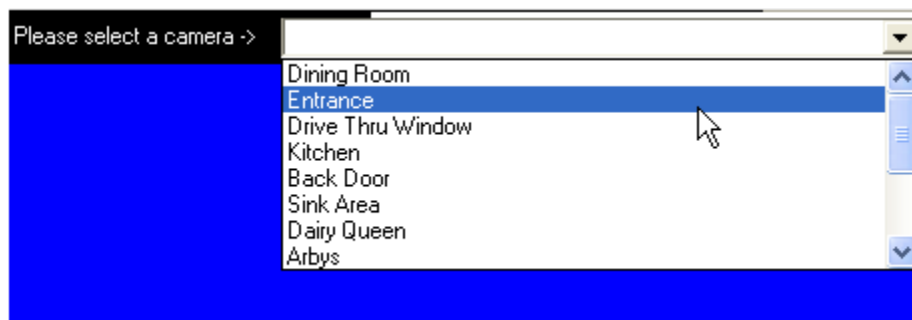 Please select a camera ->
Dining Room
Entrance
Drive Thru Window
Kitchen
Back Door
Sink Area
Dairy Queen
Arbys